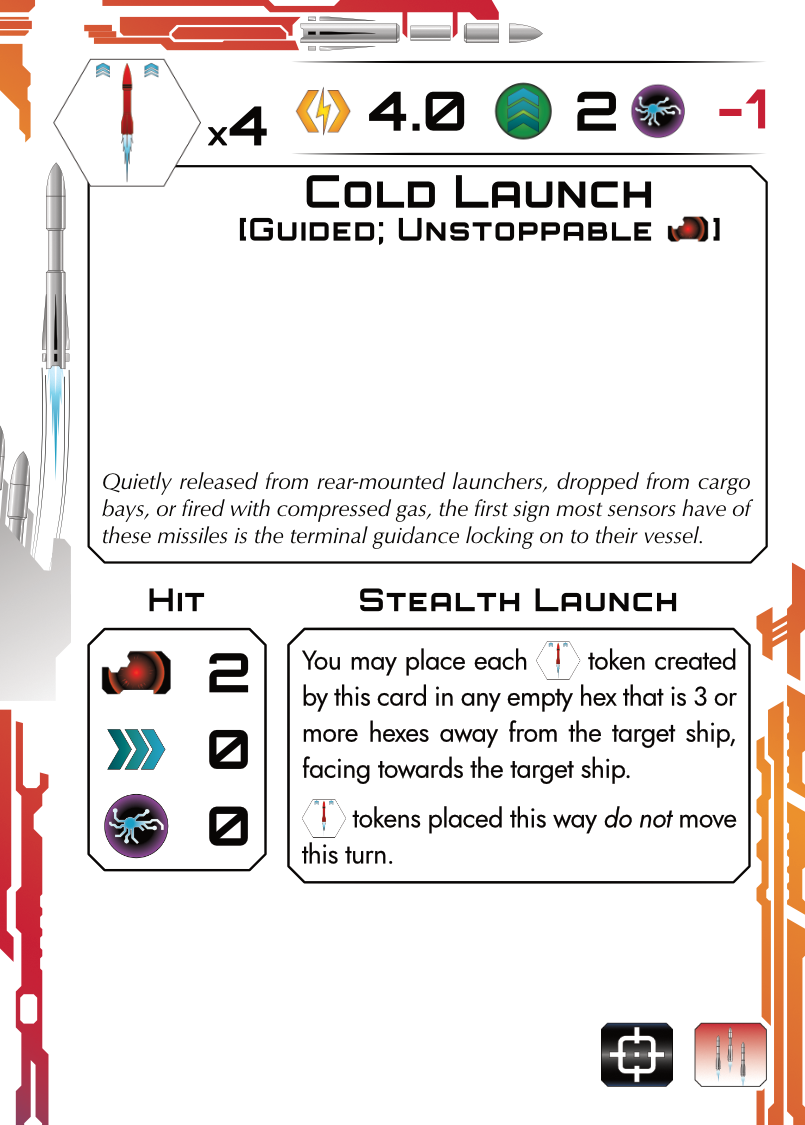 x4 4.0 2 -1
Cold Launch
[Guided; Unstoppable ]
Quietly released from rear-mounted launchers, dropped from cargo
bays, or fired with compressed gas, the first sign most sensors have of
these missiles is the terminal guidance locking on to their vessel.
Hit
2
0
0
Stealth Launch
You may place each token created
by this card in any empty hex that is 3 or
more hexes away from the target ship,
facing towards the target ship.
tokens placed this way do not move
this turn.